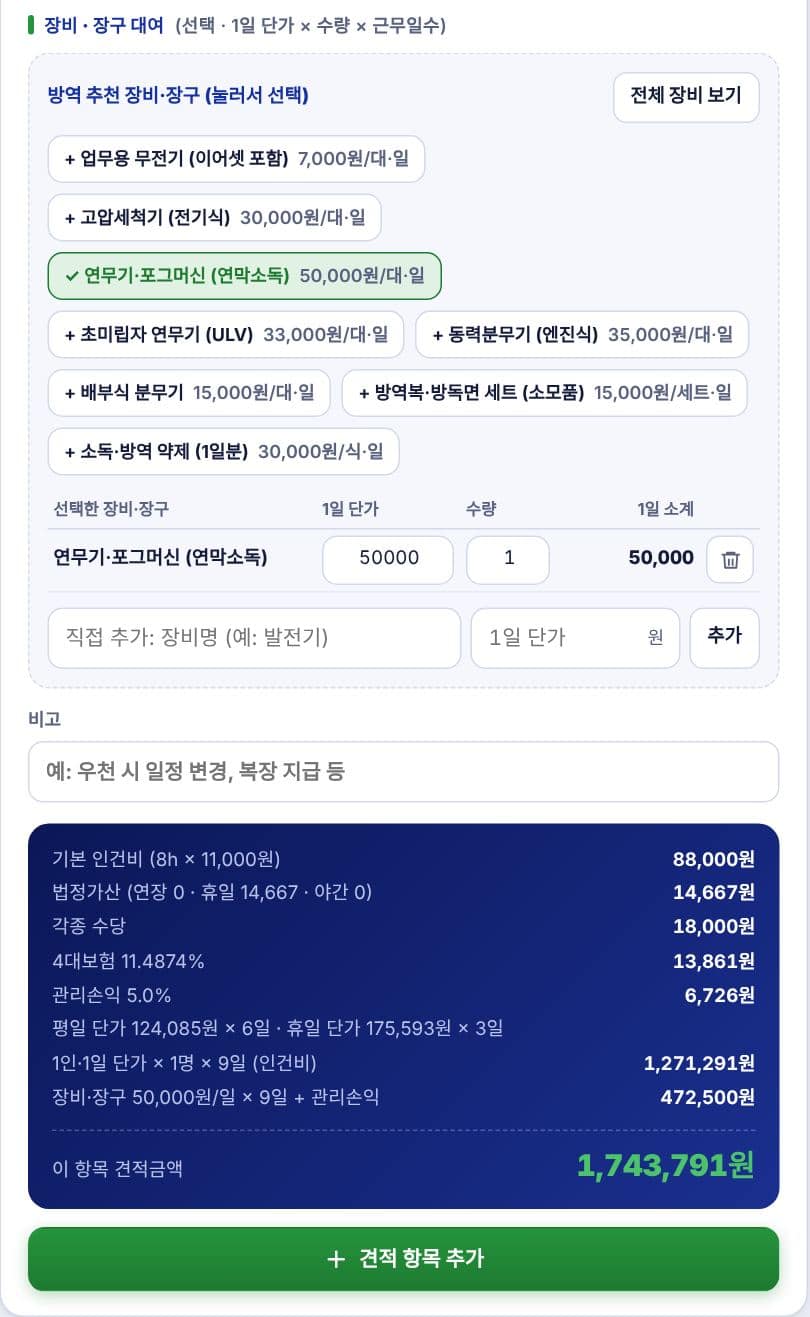 장비 · 장구 대여 (선택 · 1일 단가 × 수량 × 근무일수)
방역 추천 장비·장구 (눌러서 선택)
전체 장비 보기
+ 업무용 무전기 (이어셋 포함) 7,000원/대·일
+ 고압세척기 (전기식) 30,000원/대·일
✓ 연무기·포그머신 (연막소독) 50,000원/대·일
+ 초미립자 연무기 (ULV) 33,000원/대·일
+ 동력분무기 (엔진식) 35,000원/대·일
+ 배부식 분무기 15,000원/대·일
+ 방역복·방독면 세트 (소모품) 15,000원/세트·일
+ 소독·방역 약제 (1일분) 30,000원/식·일
선택한 장비·장구 1일 단가 수량 1일 소계
연무기·포그머신 (연막소독) 50000 1 50,000
직접 추가: 장비명 (예: 발전기) 1일 단가 원 추가
비고
예: 우천 시 일정 변경, 복장 지급 등
기본 인건비 (8h × 11,000원) 88,000원
법정가산 (연장 0 · 휴일 14,667 · 야간 0) 14,667원
각종 수당 18,000원
4대보험 11.4874% 13,861원
관리손익 5.0% 6,726원
평일 단가 124,085원 × 6일 · 휴일 단가 175,593원 × 3일
1인·1일 단가 × 1명 × 9일 (인건비) 1,271,291원
장비·장구 50,000원/일 × 9일 + 관리손익 472,500원
이 항목 견적금액 1,743,791원
+ 견적 항목 추가